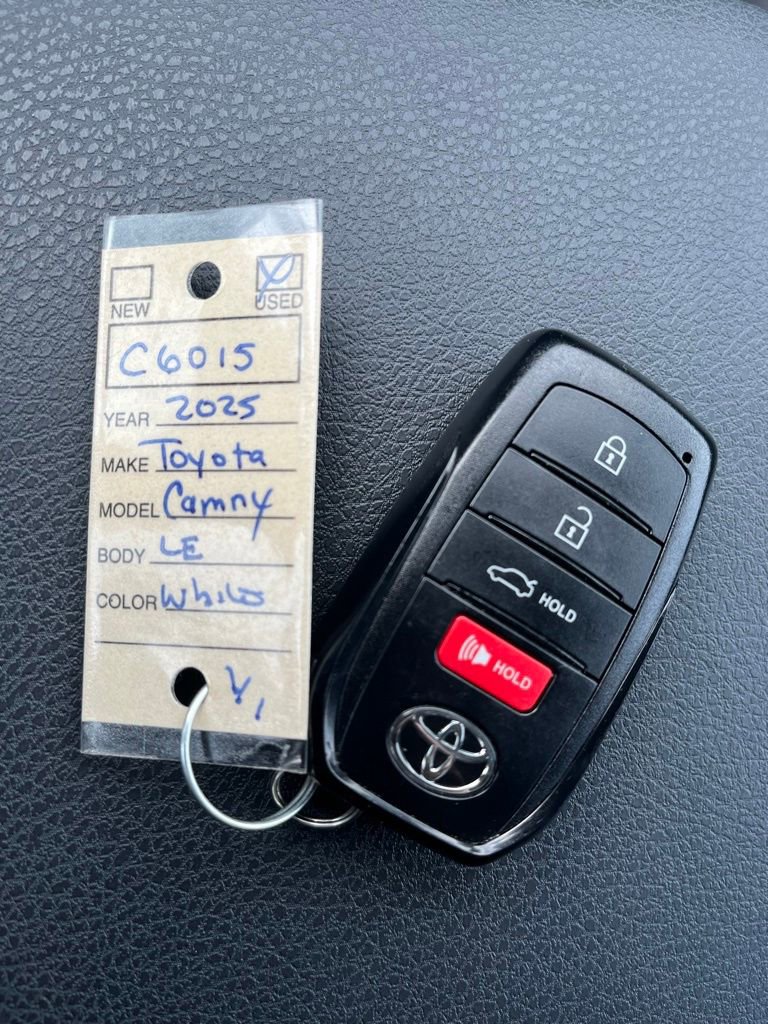 NEW USED
C6015
YEAR 2025
MAKE Toyota
MODEL Camry
BODY LE
COLOR White
HOLD
HOLD